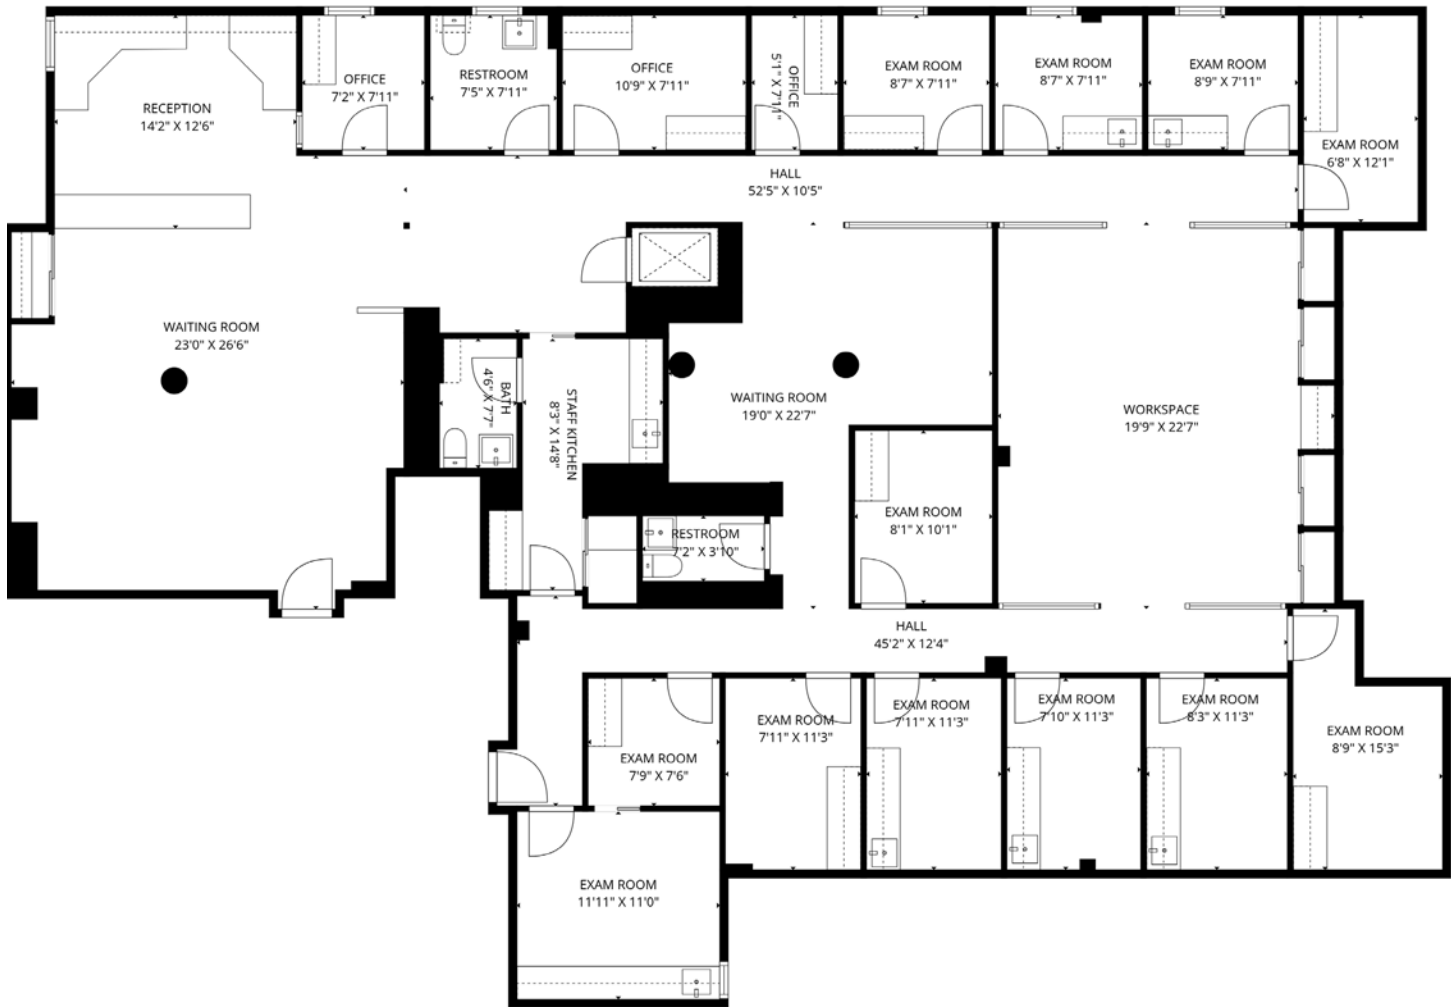 RECEPTION
14'2" X 12'6"
OFFICE
7'2" X 7'11"
RESTROOM
7'5" X 7'11"
OFFICE
10'9" X 7'11"
OFFICE
5'1" X 7'11"
EXAM ROOM
8'7" X 7'11"
EXAM ROOM
8'7" X 7'11"
EXAM ROOM
8'9" X 7'11"
EXAM ROOM
6'8" X 12'1"
HALL
52'5" X 10'5"
WAITING ROOM
23'0" X 26'6"
BATH
4'6" X 7'7"
STAFF KITCHEN
8'3" X 14'8"
WAITING ROOM
19'0" X 22'7"
WORKSPACE
19'9" X 22'7"
EXAM ROOM
8'1" X 10'1"
RESTROOM
7'2" X 3'10"
HALL
45'2" X 12'4"
EXAM ROOM
7'9" X 7'6"
EXAM ROOM
7'11" X 11'3"
EXAM ROOM
7'11" X 11'3"
EXAM ROOM
7'10" X 11'3"
EXAM ROOM
8'3" X 11'3"
EXAM ROOM
8'9" X 15'3"
EXAM ROOM
11'11" X 11'0"